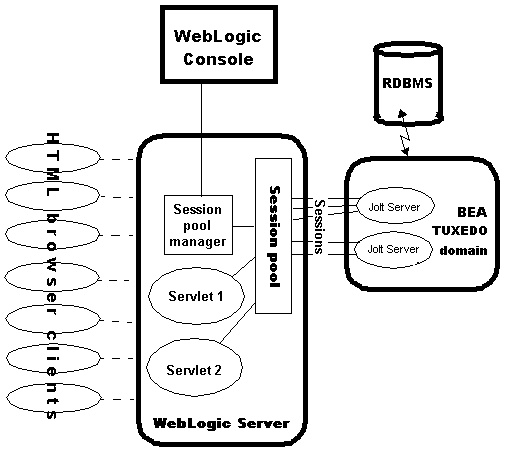 WebLogic
Console
RDBMS
HTML browser clients
Session
pool
manager
Session pool
Sessions
Jolt Server
Jolt Server
BEA
TUXEDO
domain
Servlet 1
Servlet 2
WebLogic Server